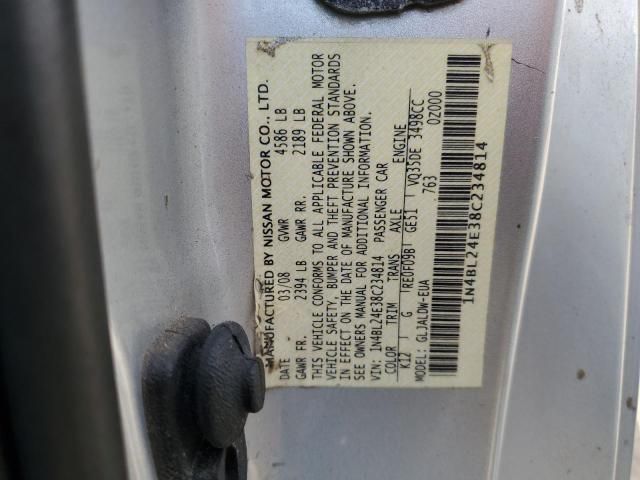 MANUFACTURED BY NISSAN MOTOR CO., LTD.
DATE 03/08 GVWR 4586 LB
GAWR FR. 2394 LB GAWR RR. 2189 LB
THIS VEHICLE CONFORMS TO ALL APPLICABLE FEDERAL MOTOR
VEHICLE SAFETY, BUMPER AND THEFT PREVENTION STANDARDS
IN EFFECT ON THE DATE OF MANUFACTURE SHOWN ABOVE.
SEE OWNERS MANUAL FOR ADDITIONAL INFORMATION.
VIN: 1N4BL24E38C234814 PASSENGER CAR
COLOR TRIM TRANS AXLE ENGINE
K12 G RE0F09B GE51 VQ35DE 3498CC
763 0Z000
MODEL: GLJALDW-EUA
1N4BL24E38C234814